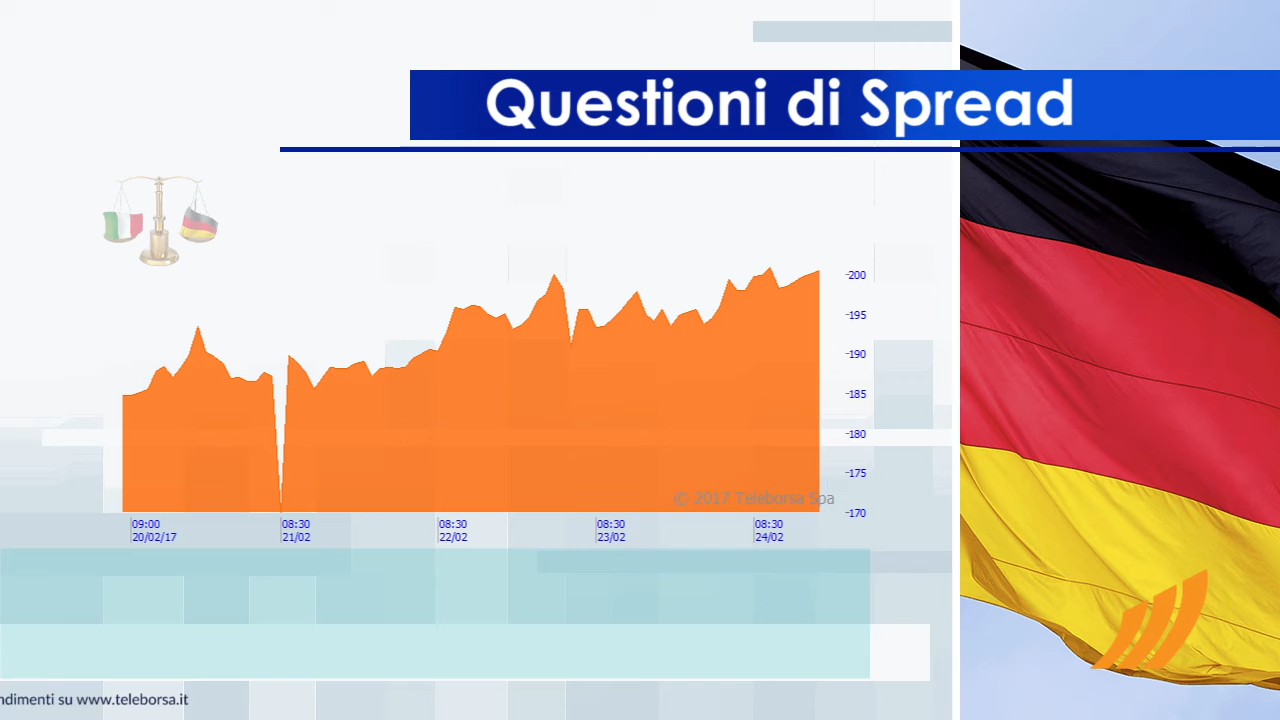 Questioni di Spread
200
195
190
185
180
175
170
© 2017 Teleborsa Spa
09:00 08:30 08:30 08:30 08:30
20/02/17 21/02 22/02 23/02 24/02
su www.teleborsa.it